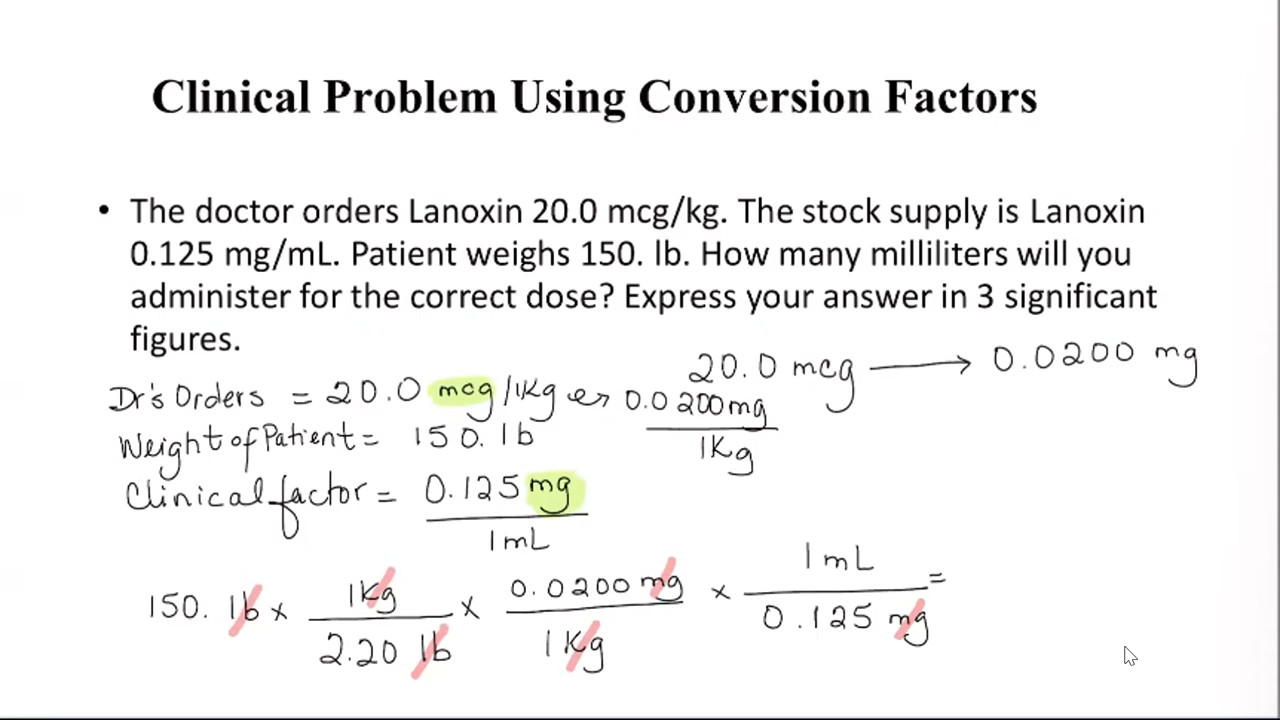 Clinical Problem Using Conversion Factors
• The doctor orders Lanoxin 20.0 mcg/kg. The stock supply is Lanoxin
0.125 mg/mL. Patient weighs 150. lb. How many milliliters will you
administer for the correct dose? Express your answer in 3 significant
figures.
20.0 mcg → 0.0200 mg
Dr's Orders = 20.0 mcg/1Kg or 0.0200mg
1Kg
Weight of Patient = 150. lb
Clinical factor = 0.125 mg
1mL
150. lb × 1Kg × 0.0200 mg × 1mL =
2.20 lb 1Kg 0.125 mg